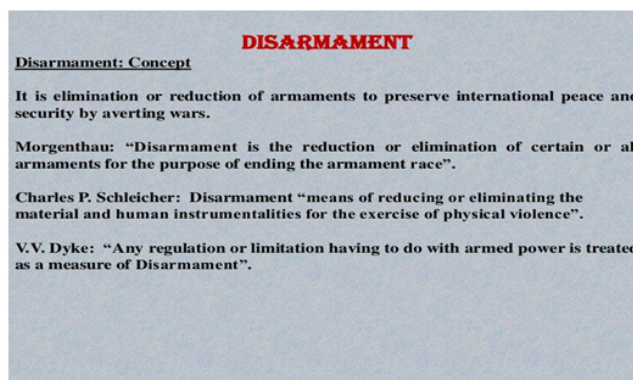 DISARMAMENT
Disarmament: Concept
It is elimination or reduction of armaments to preserve international peace and
security by averting wars.
Morgenthau: “Disarmament is the reduction or elimination of certain or al
armaments for the purpose of ending the armament race”.
Charles P. Schleicher: Disarmament “means of reducing or eliminating the
material and human instrumentalities for the exercise of physical violence”.
V.V. Dyke: “Any regulation or limitation having to do with armed power is treated
as a measure of Disarmament”.